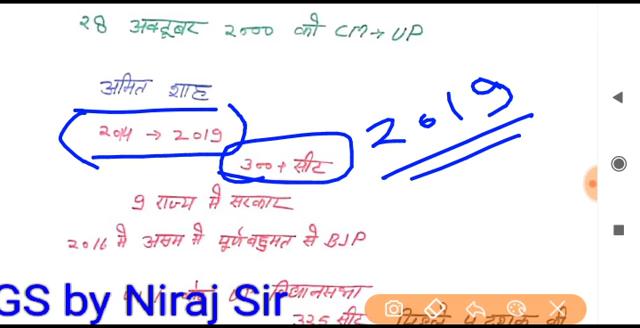 28 अक्टूबर 2000 को CM→ UP
अमित शाह
2014 → 2019
2019
300+ सीट
9 राज्य में सरकार
2016 में असम में पूर्णबहुमत से BJP
विधानसभा
GS by Niraj Sir
325 सीट